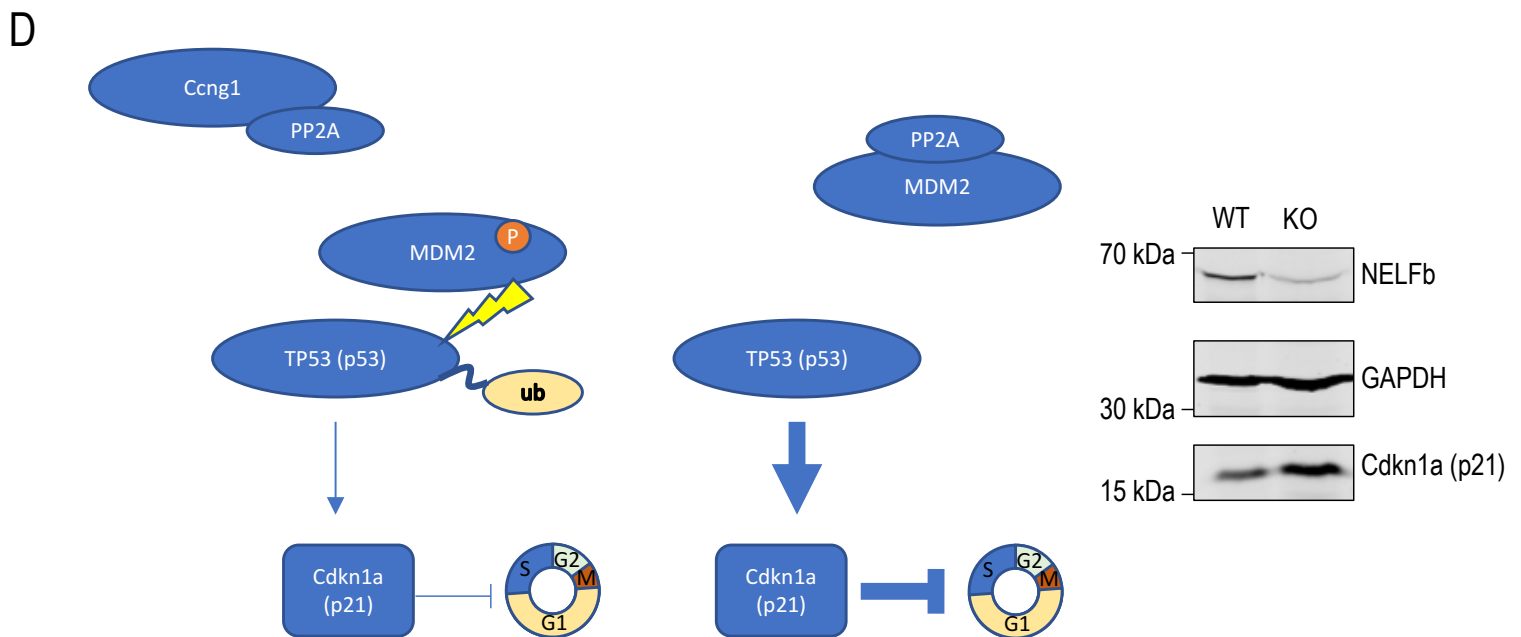 D
Ccng1
PP2A
MDM2
P
TP53 (p53)
ub
Cdkn1a
(p21)
S
G2
M
G1
PP2A
MDM2
TP53 (p53)
Cdkn1a
(p21)
S
G2
M
G1
WT KO
70 kDa
NELFb
GAPDH
30 kDa
Cdkn1a (p21)
15 kDa